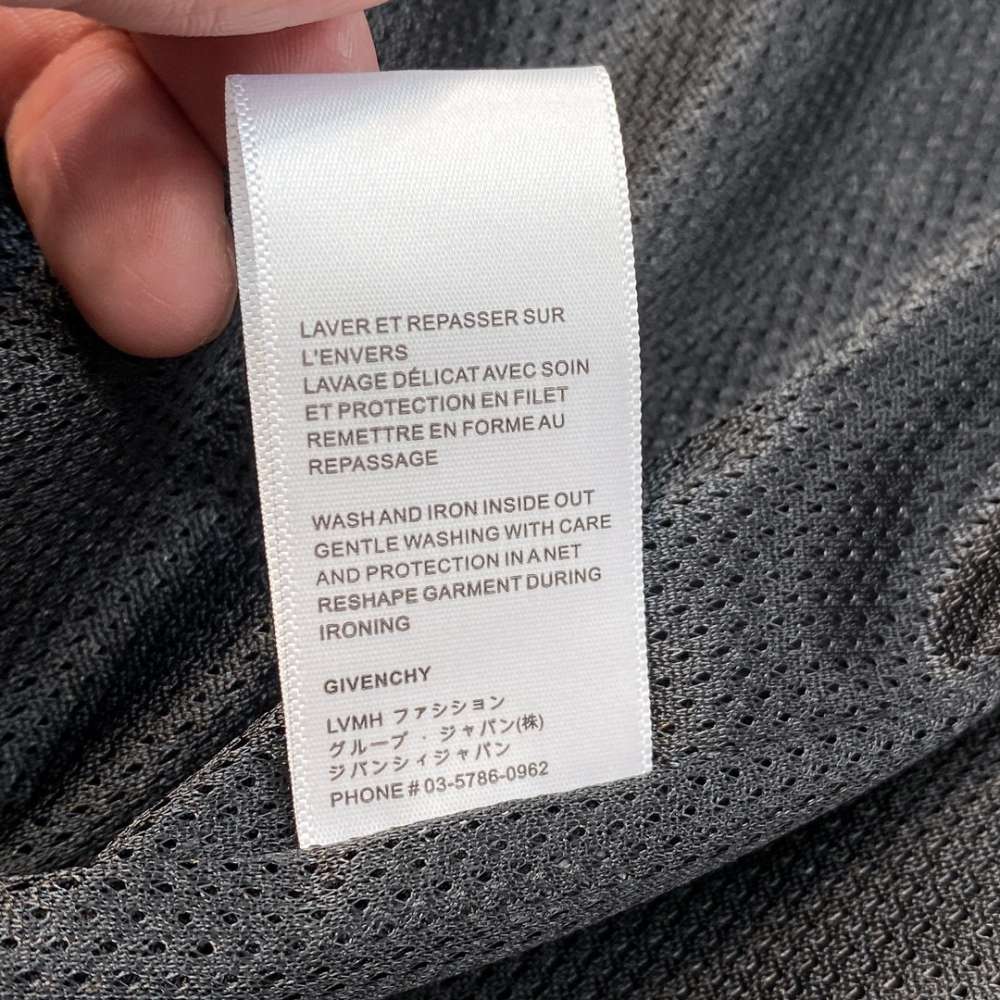 LAVER ET REPASSER SUR
L'ENVERS
LAVAGE DÉLICAT AVEC SOIN
ET PROTECTION EN FILET
REMETTRE EN FORME AU
REPASSAGE
WASH AND IRON INSIDE OUT
GENTLE WASHING WITH CARE
AND PROTECTION IN A NET
RESHAPE GARMENT DURING
IRONING
GIVENCHY
LVMH ファシション
グループ・ジャパン(株)
ジバンシィジャパン
PHONE # 03-5786-0962